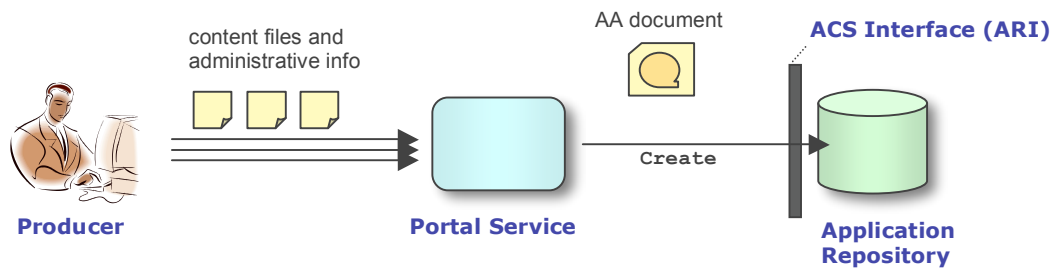 content files and
administrative info
AA document
ACS Interface (ARI)
Create
Producer
Portal Service
Application
Repository